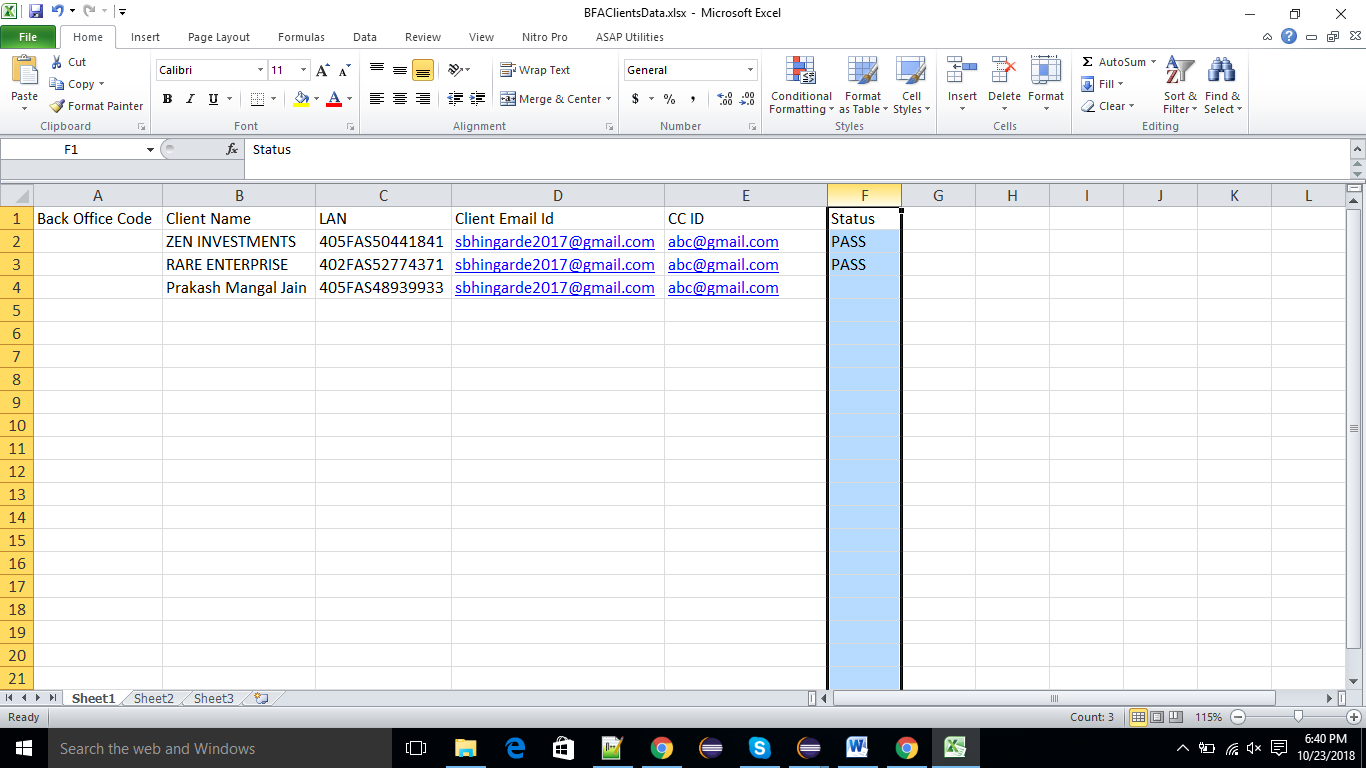 BFAClientsData.xlsx - Microsoft Excel
File Home Insert Page Layout Formulas Data Review View Nitro Pro ASAP Utilities
Paste
Cut
Copy
Format Painter
Clipboard
Calibri 11
B I U
Font
Wrap Text
Merge & Center
Alignment
General
$ % ,
Number
Conditional Formatting
Format as Table
Cell Styles
Styles
Insert Delete Format
Cells
AutoSum
Fill
Clear
Sort & Filter
Find & Select
Editing
F1 fx Status
A B C D E F G H I J K L
1 Back Office Code Client Name LAN Client Email Id CC ID Status
2 ZEN INVESTMENTS 405FAS50441841 sbhingarde2017@gmail.com abc@gmail.com PASS
3 RARE ENTERPRISE 402FAS52774371 sbhingarde2017@gmail.com abc@gmail.com PASS
4 Prakash Mangal Jain 405FAS48939933 sbhingarde2017@gmail.com abc@gmail.com
5
6
7
8
9
10
11
12
13
14
15
16
17
18
19
20
21
Sheet1 Sheet2 Sheet3
Ready Count: 3 115%
Search the web and Windows
6:40 PM
10/23/2018